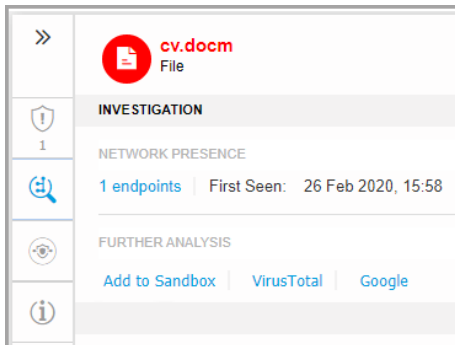 cv.docm
File
INVESTIGATION
1
NETWORK PRESENCE
1 endpoints First Seen: 26 Feb 2020, 15:58
FURTHER ANALYSIS
Add to Sandbox VirusTotal Google